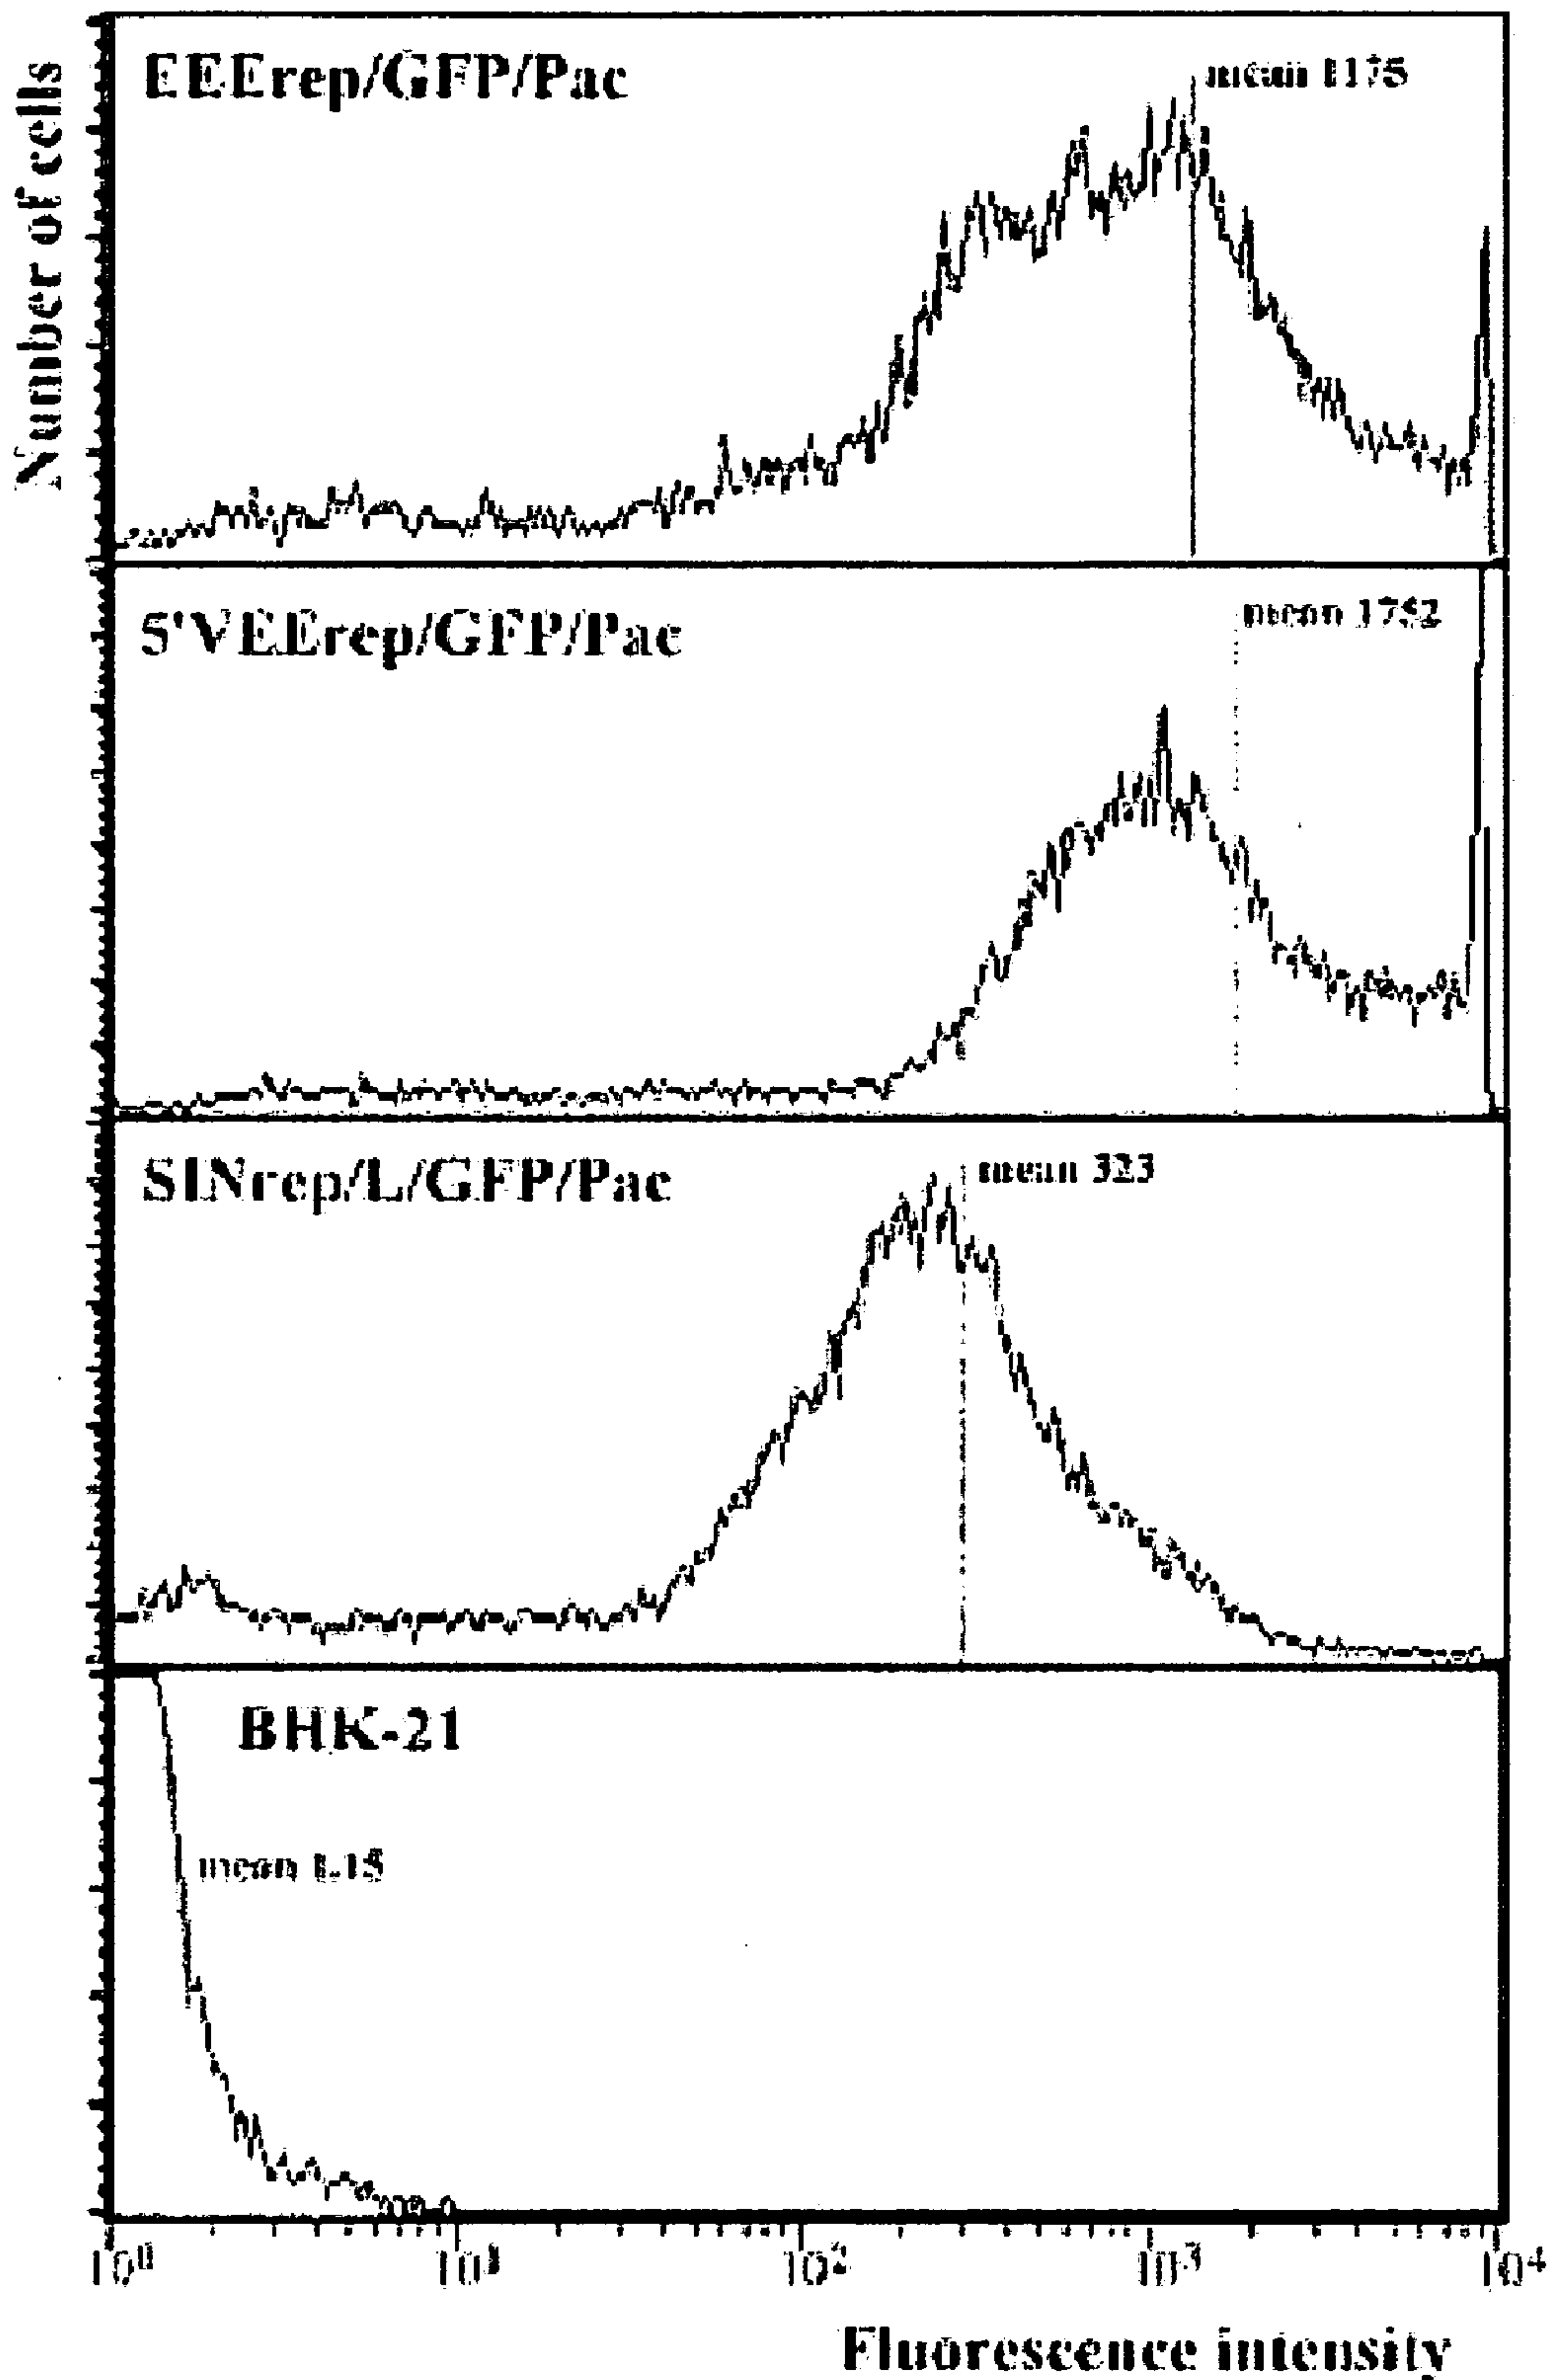 Number of cells
EEErep/GFP/Pac
mean 1175
5'VEErep/GFP/Pac
mean 1752
SINrep/L/GFP/Pac
mean 323
BHK-21
mean 1.15
10⁰ 10¹ 10² 10³ 10⁴
Fluorescence intensity